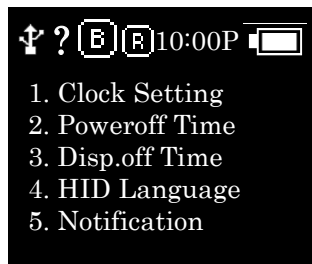 ? B R 10:00P
1. Clock Setting
2. Poweroff Time
3. Disp.off Time
4. HID Language
5. Notification